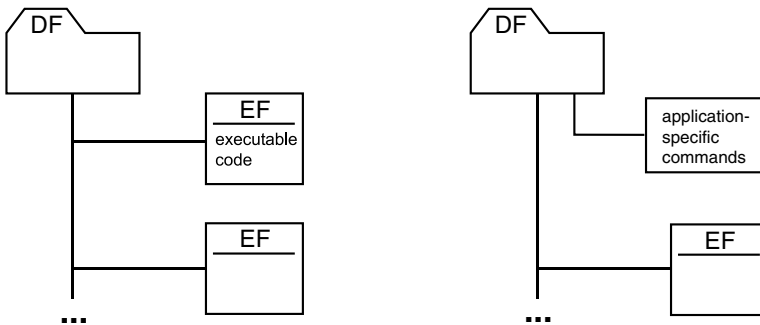 DF
EF
executable
code
EF
...
DF
application-
specific
commands
EF
...